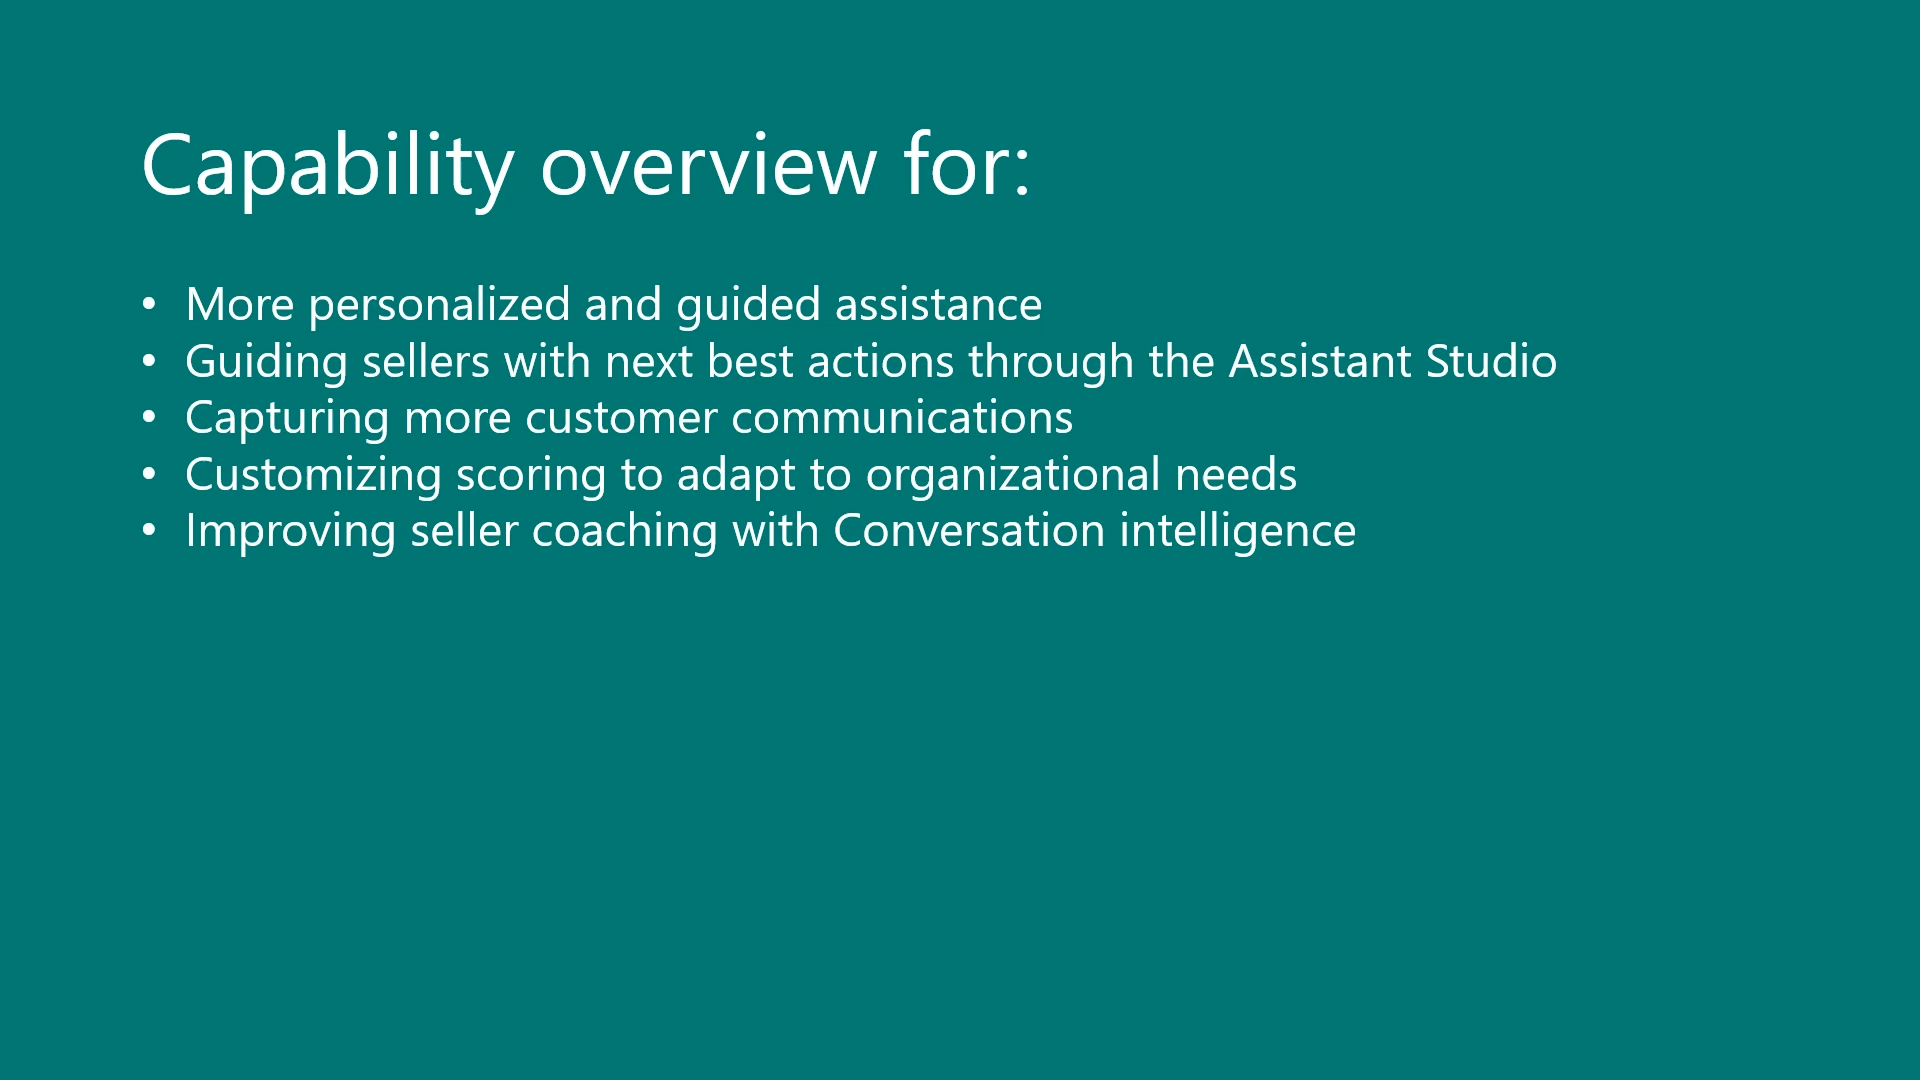 Capability overview for:
• More personalized and guided assistance
• Guiding sellers with next best actions through the Assistant Studio
• Capturing more customer communications
• Customizing scoring to adapt to organizational needs
• Improving seller coaching with Conversation intelligence